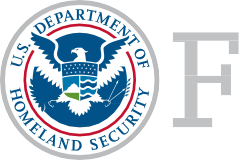 U.S. DEPARTMENT OF
HOMELAND SECURITY
F